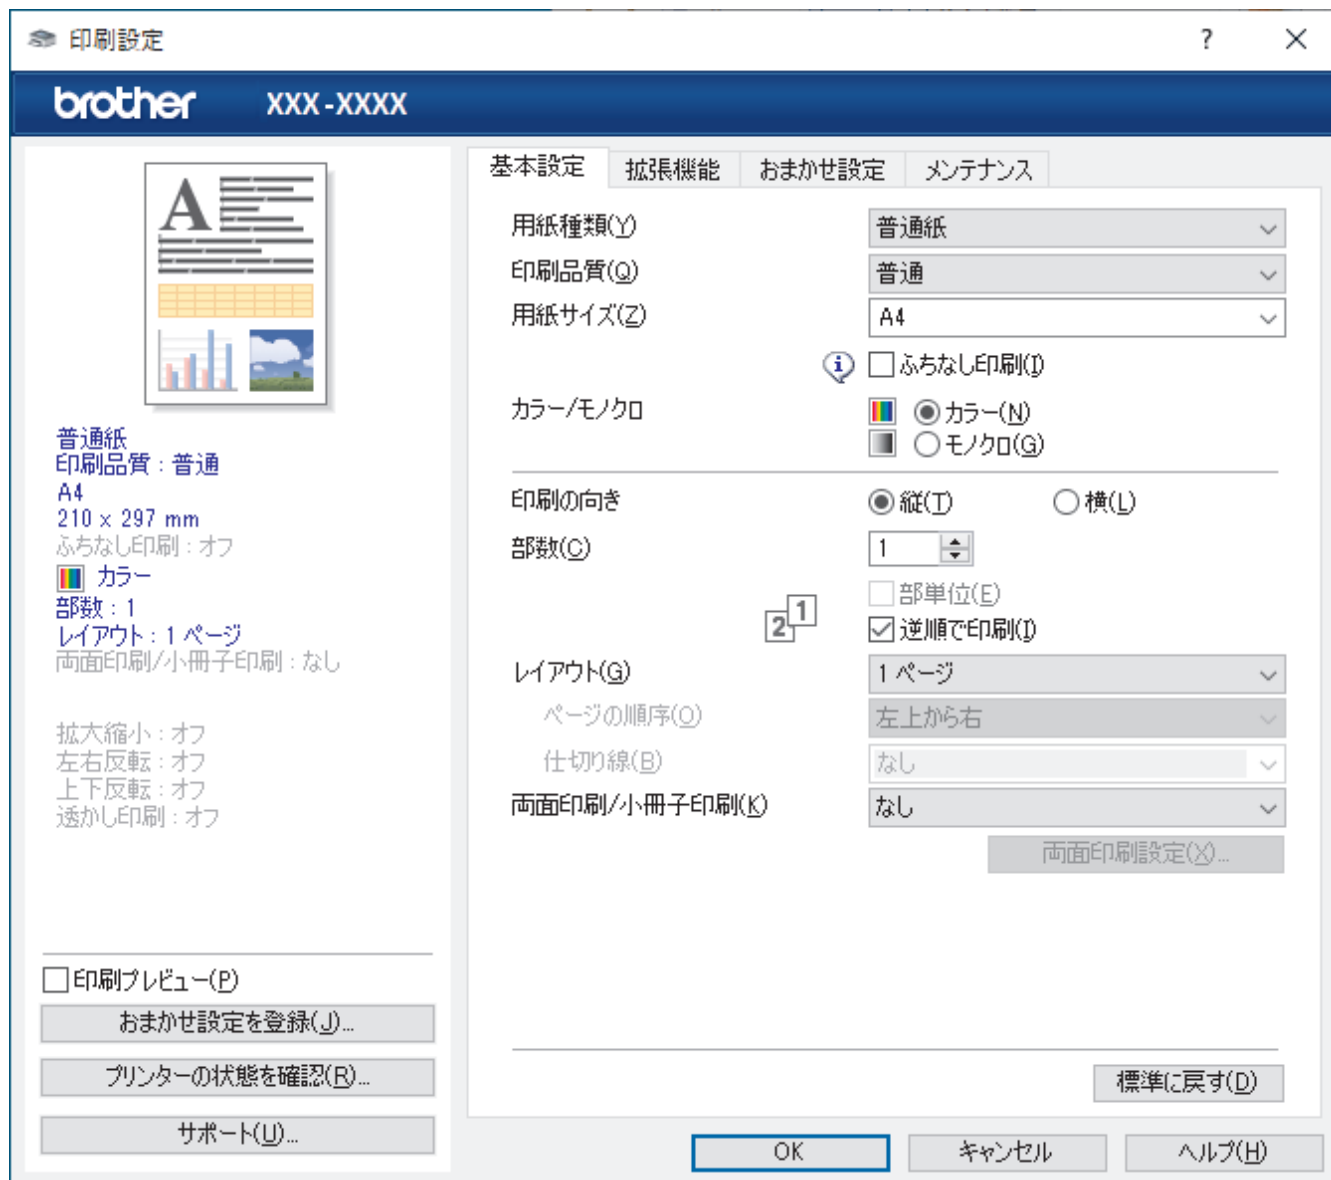 印刷設定
brother XXX-XXXX
A
普通紙
印刷品質 : 普通
A4
210 x 297 mm
ふちなし印刷 : オフ
カラー
部数 : 1
レイアウト : 1 ページ
両面印刷/小冊子印刷 : なし
拡大縮小 : オフ
左右反転 : オフ
上下反転 : オフ
透かし印刷 : オフ
印刷プレビュー(P)
おまかせ設定を登録(J)...
プリンターの状態を確認(R)...
サポート(U)...
基本設定 拡張機能 おまかせ設定 メンテナンス
用紙種類(Y) 普通紙
印刷品質(Q) 普通
用紙サイズ(Z) A4
ふちなし印刷(I)
カラー/モノクロ カラー(N)
モノクロ(G)
印刷の向き 縦(T) 横(L)
部数(C) 1
部単位(E)
2 1 逆順で印刷(I)
レイアウト(G) 1 ページ
ページの順序(O) 左上から右
仕切り線(B) なし
両面印刷/小冊子印刷(K) なし
両面印刷設定(X)...
標準に戻す(D)
OK キャンセル ヘルプ(H)